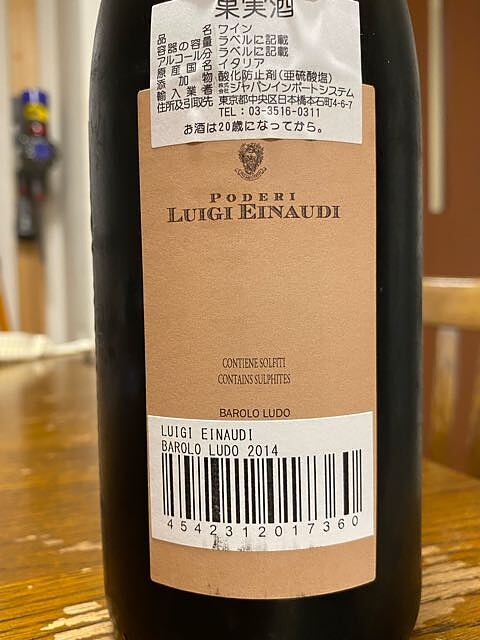 果実酒
品名 ワイン
容器の容量 ラベルに記載
アルコール分 ラベルに記載
原産国名 イタリア
添加物 酸化防止剤(亜硫酸塩)
輸入業者 株式会社ジャパンインポートシステム
住所及引取先 東京都中央区日本橋本石町4-6-7
TEL:03-3516-0311
お酒は20歳になってから。
PODERI
LUIGI EINAUDI
CONTIENE SOLFITI
CONTAINS SULPHITES
BAROLO LUDO
LUIGI EINAUDI
BAROLO LUDO 2014
4542312017360